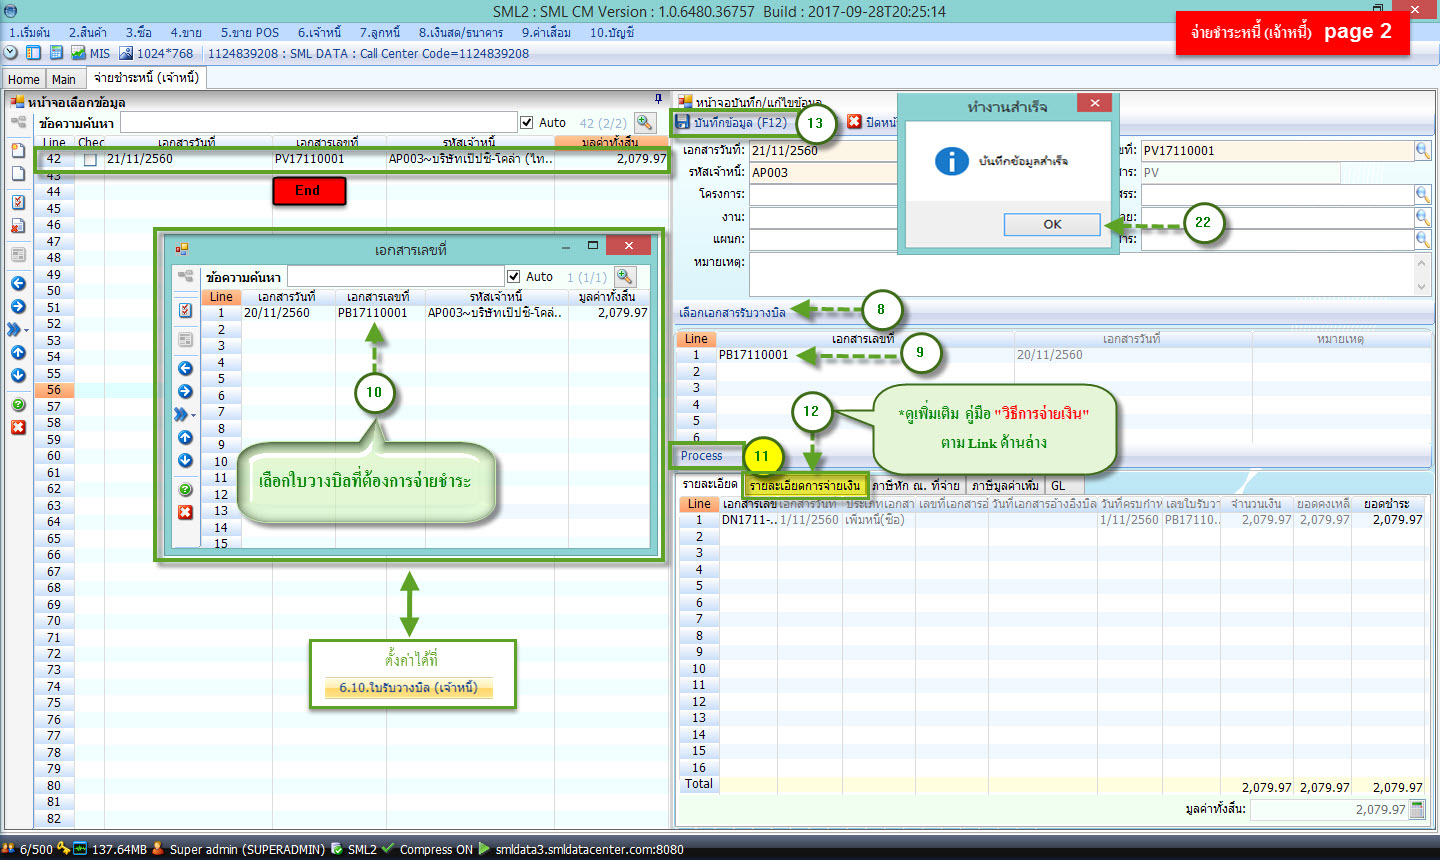 SML2 : SML CM Version : 1.0.6480.36757 Build : 2017-09-28T20:25:14
1.เริ่มต้น 2.สินค้า 3.ซื้อ 4.ขาย 5.ขาย POS 6.เจ้าหนี้ 7.ลูกหนี้ 8.เงินสด/ธนาคาร 9.ค่าเสื่อม 10.บัญชี
จ่ายชำระหนี้ (เจ้าหนี้) page 2
MIS 1024*768 1124839208 : SML DATA : Call Center Code=1124839208
Home Main จ่ายชำระหนี้ (เจ้าหนี้)
หน้าจอเลือกข้อมูล
ข้อความค้นหา Auto 42 (2/2)
Line Chec เอกสารวันที่ เอกสารเลขที่ รหัสเจ้าหนี้ มูลค่าทั้งสิ้น
42 21/11/2560 PV17110001 AP003~บริษัทเป๊ปซี่-โคล่า (ไท.. 2,079.97
43
44
End
45
46
47
48
49
50
51
52
53
54
55
56
57
58
59
60
61
62
63
64
65
66
67
68
69
70
71
72
73
74
75
76
77
78
79
80
81
82
เอกสารเลขที่
ข้อความค้นหา Auto 1 (1/1)
Line เอกสารวันที่ เอกสารเลขที่ รหัสเจ้าหนี้ มูลค่าทั้งสิ้น
1 20/11/2560 PB17110001 AP003~บริษัทเป๊ปซี่-โคล่.. 2,079.97
2
3
4
5
6
7
8
9
10
11
12
13
14
15
10
เลือกใบวางบิลที่ต้องการจ่ายชำระ
ตั้งค่าได้ที่
6.10.ใบรับวางบิล (เจ้าหนี้)
หน้าจอบันทึก/แก้ไขข้อมูล
บันทึกข้อมูล (F12) 13 ปิดหน้
เอกสารวันที่: 21/11/2560 ที่: PV17110001
รหัสเจ้าหนี้: AP003 สาร: PV
โครงการ: สรร:
งาน: าย:
แผนก: าร:
หมายเหตุ:
ทำงานสำเร็จ
บันทึกข้อมูลสำเร็จ
OK
22
เลือกเอกสารรับวางบิล 8
Line เอกสารเลขที่ เอกสารวันที่ หมายเหตุ
1 PB17110001 20/11/2560
9
2
3
4
5
6
12
*ดูเพิ่มเติม คู่มือ "วิธีการจ่ายเงิน"
ตาม Link ด้านล่าง
Process 11
รายละเอียด รายละเอียดการจ่ายเงิน ภาษีหัก ณ. ที่จ่าย ภาษีมูลค่าเพิ่ม GL
Line เอกสารเลข เอกสารวันที่ ประเภทเอกสา เลขที่เอกสารอ้ วันที่เอกสารอ้างอิงบิล วันที่ครบกำห เลขใบรับวา จำนวนเงิน ยอดคงเหลื ยอดชำระ
1 DN1711-.. 1/11/2560 เพิ่มหนี้(ซื้อ) 1/11/2560 PB17110.. 2,079.97 2,079.97 2,079.97
2
3
4
5
6
7
8
9
10
11
12
13
14
15
16
Total 2,079.97 2,079.97 2,079.97
มูลค่าทั้งสิ้น: 2,079.97
6/500 137.64MB Super admin (SUPERADMIN) SML2 Compress ON smldata3.smldatacenter.com:8080